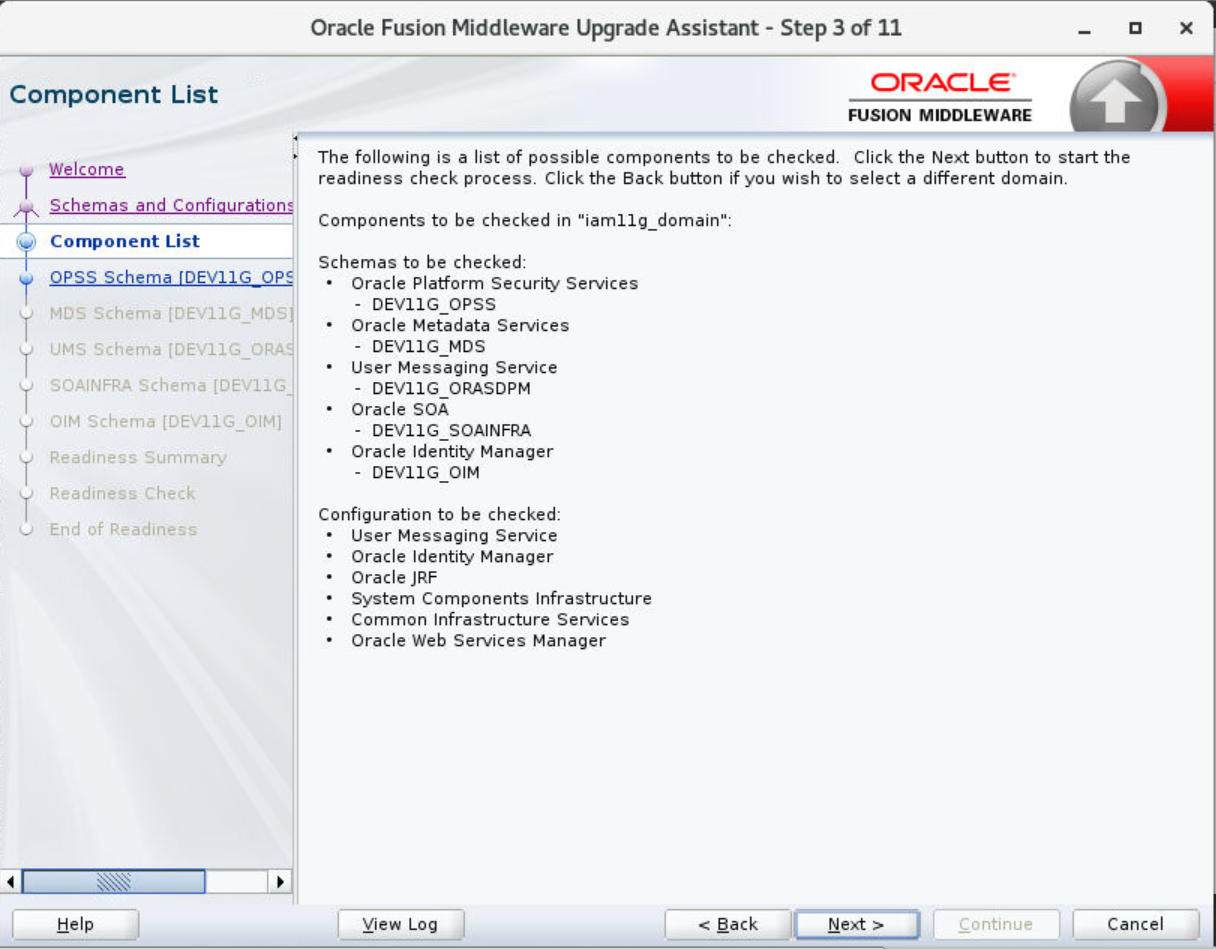 Oracle Fusion Middleware Upgrade Assistant - Step 3 of 11
Component List
ORACLE
FUSION MIDDLEWARE
Welcome
Schemas and Configurations
Component List
OPSS Schema [DEV11G_OPS
MDS Schema [DEV11G_MDS]
UMS Schema [DEV11G_ORAS
SOAINFRA Schema [DEV11G_
OIM Schema [DEV11G_OIM]
Readiness Summary
Readiness Check
End of Readiness
The following is a list of possible components to be checked.  Click the Next button to start the
readiness check process. Click the Back button if you wish to select a different domain.
Components to be checked in "iam11g_domain":
Schemas to be checked:
• Oracle Platform Security Services
- DEV11G_OPSS
• Oracle Metadata Services
- DEV11G_MDS
• User Messaging Service
- DEV11G_ORASDPM
• Oracle SOA
- DEV11G_SOAINFRA
• Oracle Identity Manager
- DEV11G_OIM
Configuration to be checked:
• User Messaging Service
• Oracle Identity Manager
• Oracle JRF
• System Components Infrastructure
• Common Infrastructure Services
• Oracle Web Services Manager
Help
View Log
< Back
Next >
Continue
Cancel